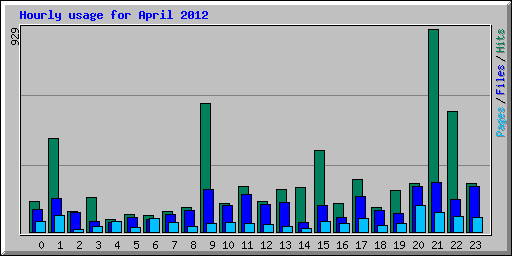 Hourly usage for April 2012
929
Pages / Files / Hits
0 1 2 3 4 5 6 7 8 9 10 11 12 13 14 15 16 17 18 19 20 21 22 23